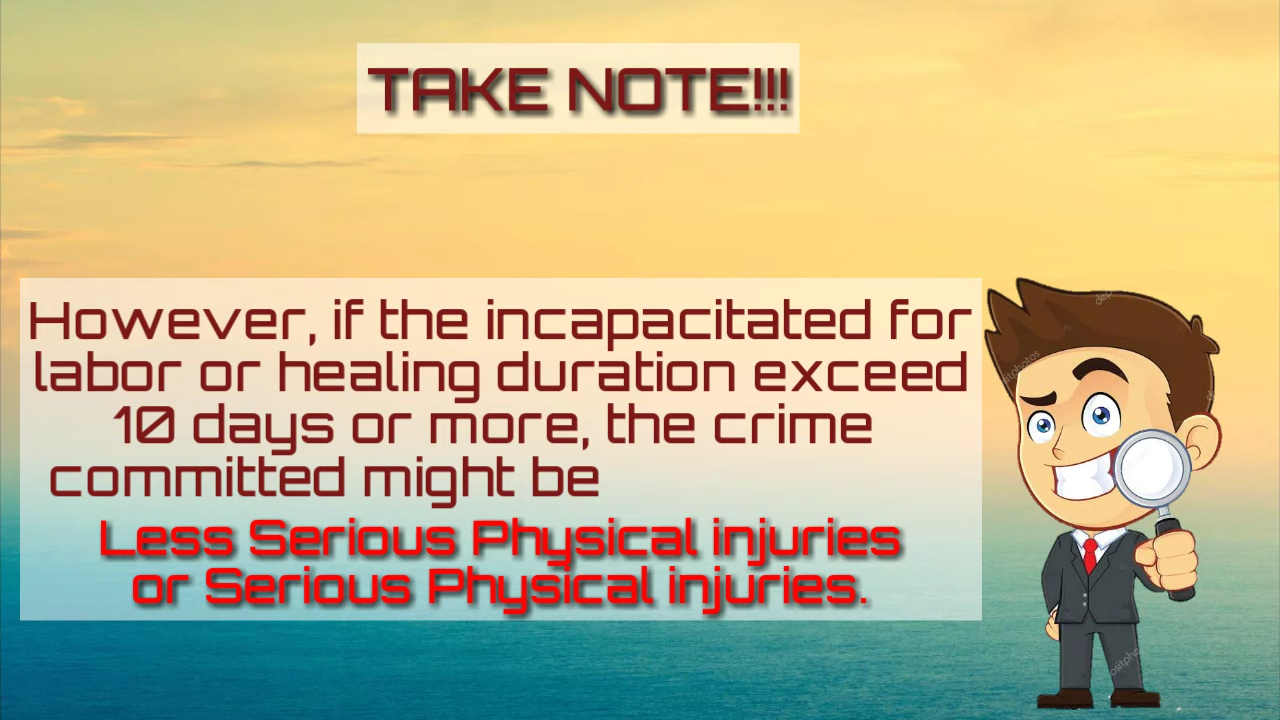 TAKE NOTE!!!
However, if the incapacitated for
labor or healing duration exceed
10 days or more, the crime
committed might be
Less Serious Physical injuries
or Serious Physical injuries.